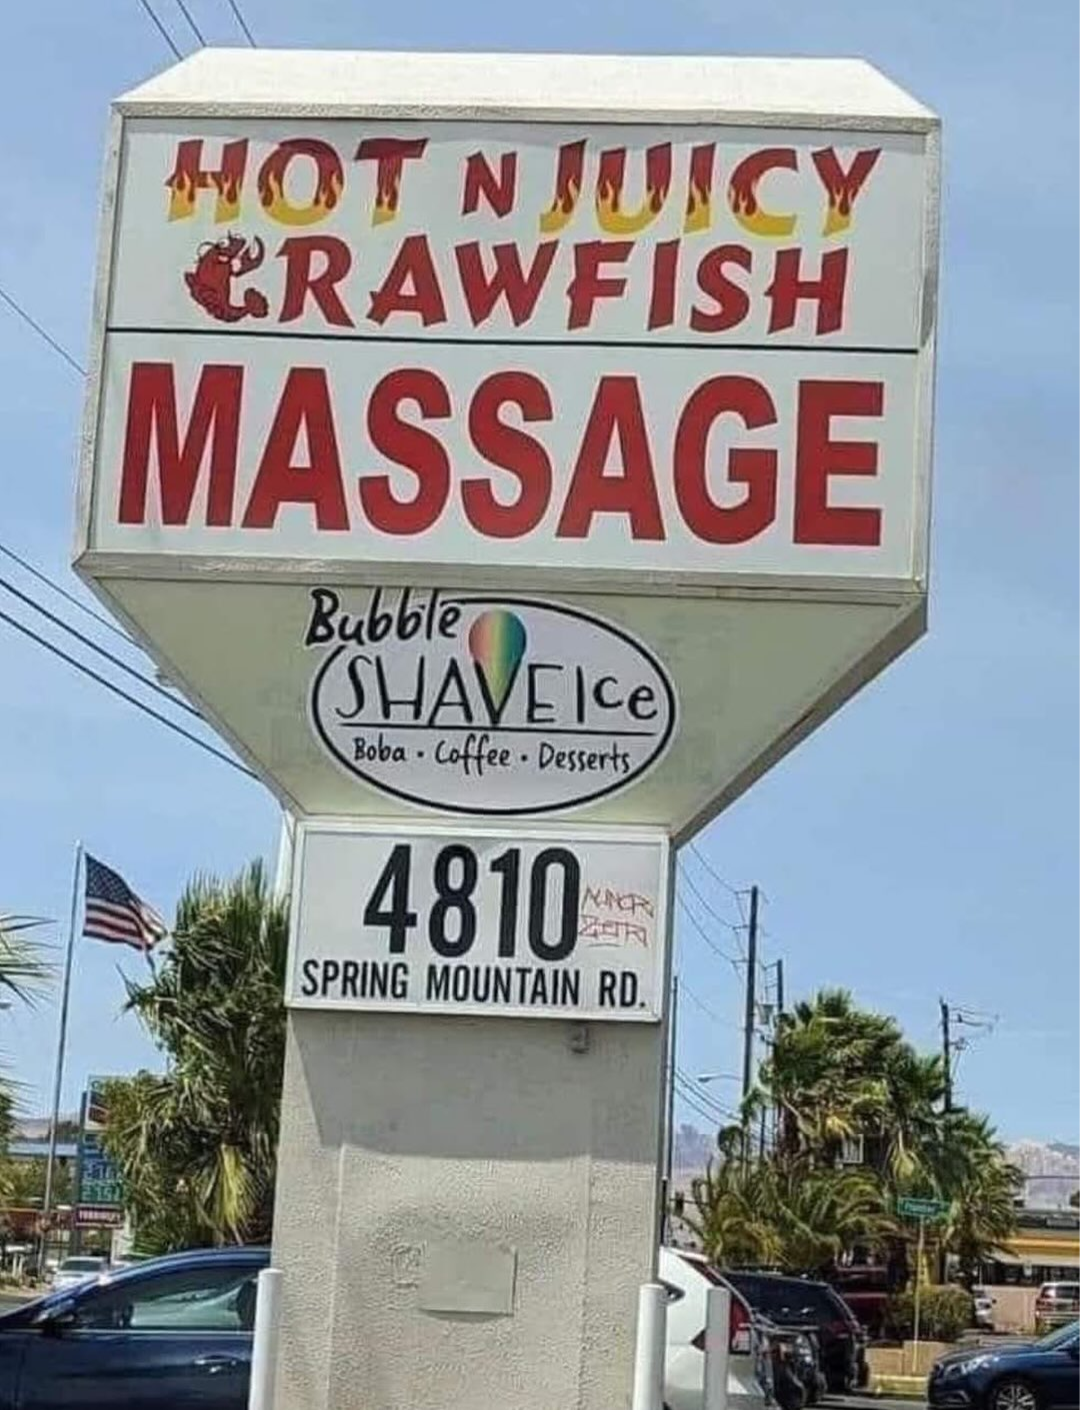 HOT N JUICY
CRAWFISH
MASSAGE
Bubble
SHAVE Ice
Boba • Coffee • Desserts
4810
SPRING MOUNTAIN RD.